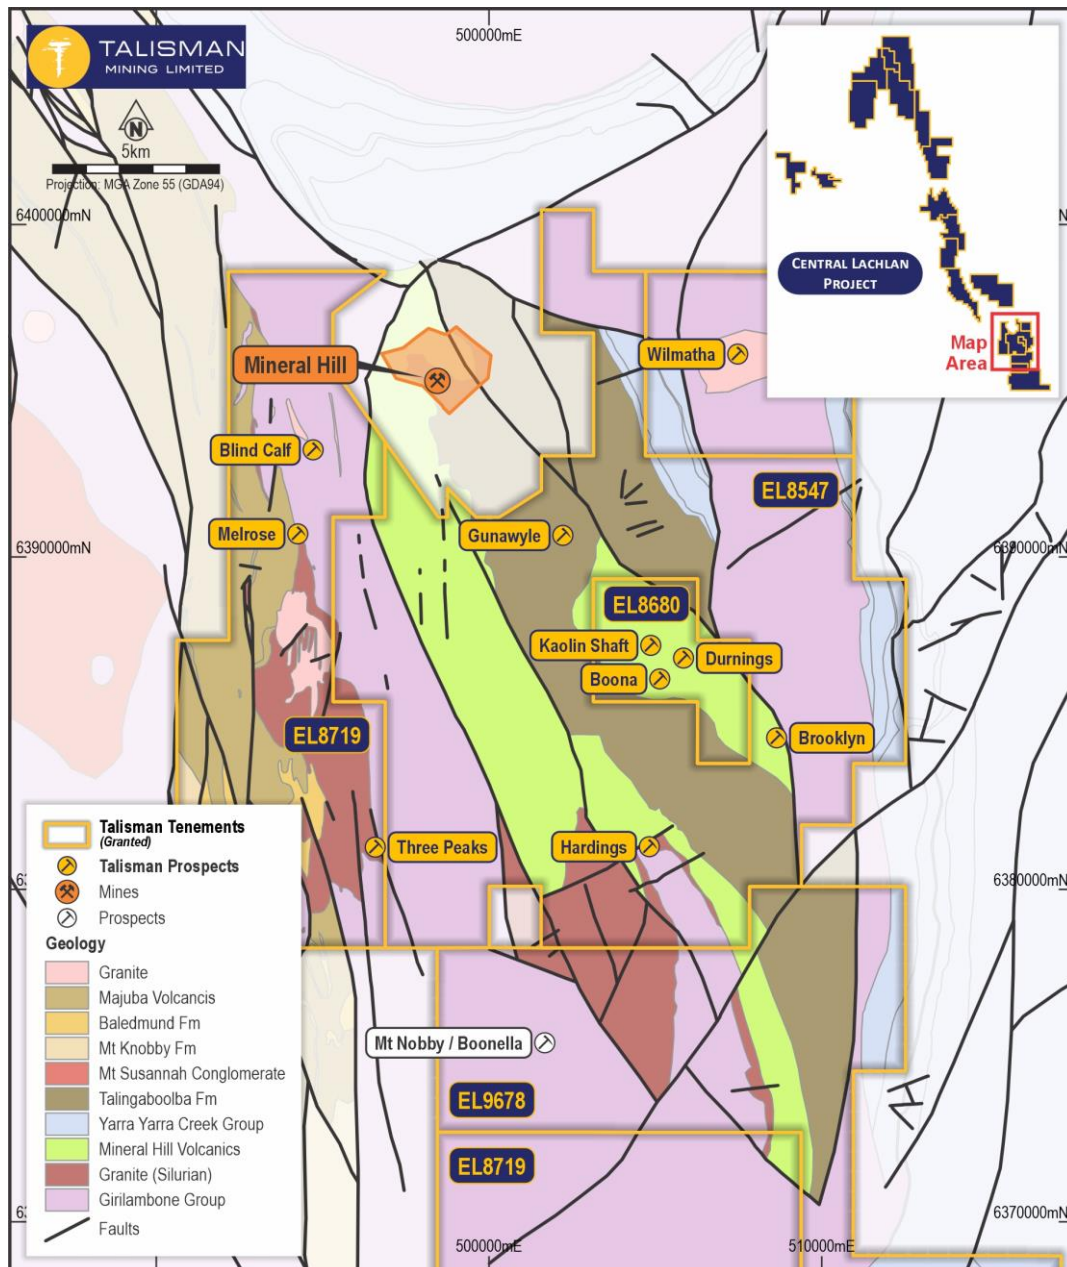 TALISMAN
MINING LIMITED
500000mE
N
5km
Projection: MGA Zone 55 (GDA94)
6400000mN
CENTRAL LACHLAN
PROJECT
Map
Area
Wilmatha
Mineral Hill
Blind Calf
EL8547
Melrose
Gunawyle
6390000mN
6390000mN
EL8680
Kaolin Shaft
Durnings
Boona
EL8719
Brooklyn
Three Peaks
Hardings
6380000mN
Talisman Tenements
(Granted)
Talisman Prospects
Mines
Prospects
Geology
Granite
Majuba Volcancis
Baledmund Fm
Mt Knobby Fm
Mt Susannah Conglomerate
Talingaboolba Fm
Yarra Yarra Creek Group
Mineral Hill Volcanics
Granite (Silurian)
Girilambone Group
Faults
Mt Nobby / Boonella
EL9678
EL8719
6370000mN
500000mE
510000mE